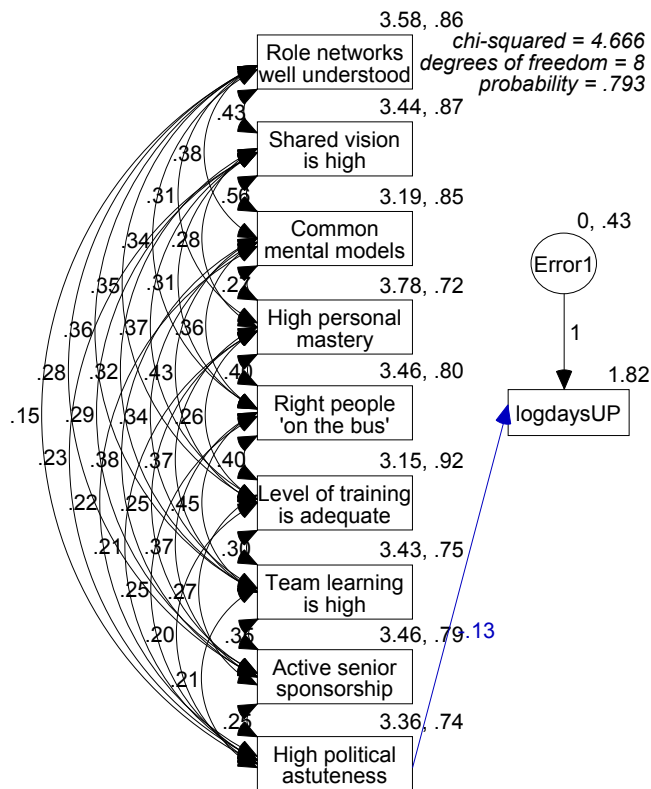 3.58, .86
chi-squared = 4.666
degrees of freedom = 8
probability = .793
Role networks
well understood
3.44, .87
.43
Shared vision
is high
.38
3.19, .85
.31
.56
Common
mental models
0, .43
Error1
.34
.28
3.78, .72
.35
.31
High personal
mastery
1
.36
.37
.36
3.46, .80
.28
.32
.43
.40
1.82
Right people
'on the bus'
logdaysUP
.15
.29
.34
.26
.23
.38
.37
.40
3.15, .92
Level of training
is adequate
.22
.25
.45
3.43, .75
.21
.37
.30
Team learning
is high
.25
.27
3.46, .79
-.13
.20
.35
Active senior
sponsorship
.21
3.36, .74
High political
astuteness